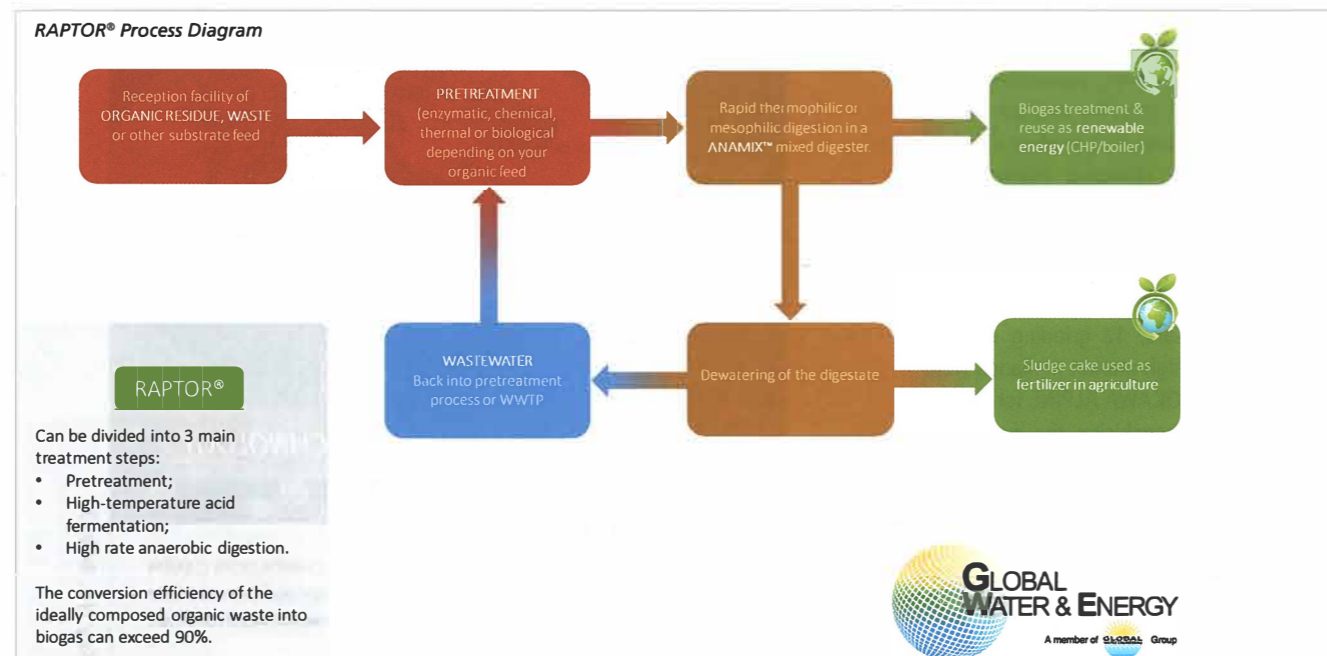 RAPTOR® Process Diagram
Reception facility of
ORGANIC RESIDUE, WASTE
or other substrate feed
PRETREATMENT
(enzymatic, chemical,
thermal or biological
depending on your
organic feed
Rapid thermophilic or
mesophilic digestion in a
ANAMIX™ mixed digester.
Biogas treatment &
reuse as renewable
energy (CHP/boiler)
WASTEWATER
Back into pretreatment
process or WWTP
Dewatering of the digestate
Sludge cake used as
fertilizer in agriculture
RAPTOR®
Can be divided into 3 main
treatment steps:
• Pretreatment;
• High-temperature acid
fermentation;
• High rate anaerobic digestion.
The conversion efficiency of the
ideally composed organic waste into
biogas can exceed 90%.
GLOBAL
WATER & ENERGY
A member of GLOBAL Group